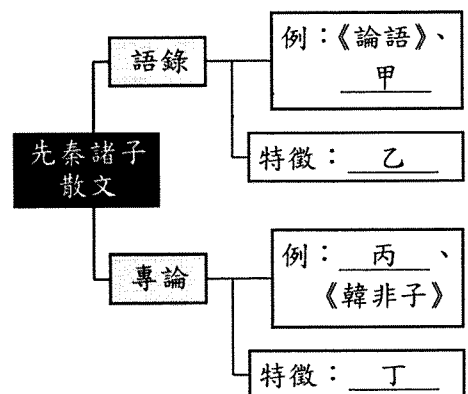 先秦諸子
散文
語錄
例：《論語》、
甲
特徵：乙
專論
例：丙、
《韓非子》
特徵：丁